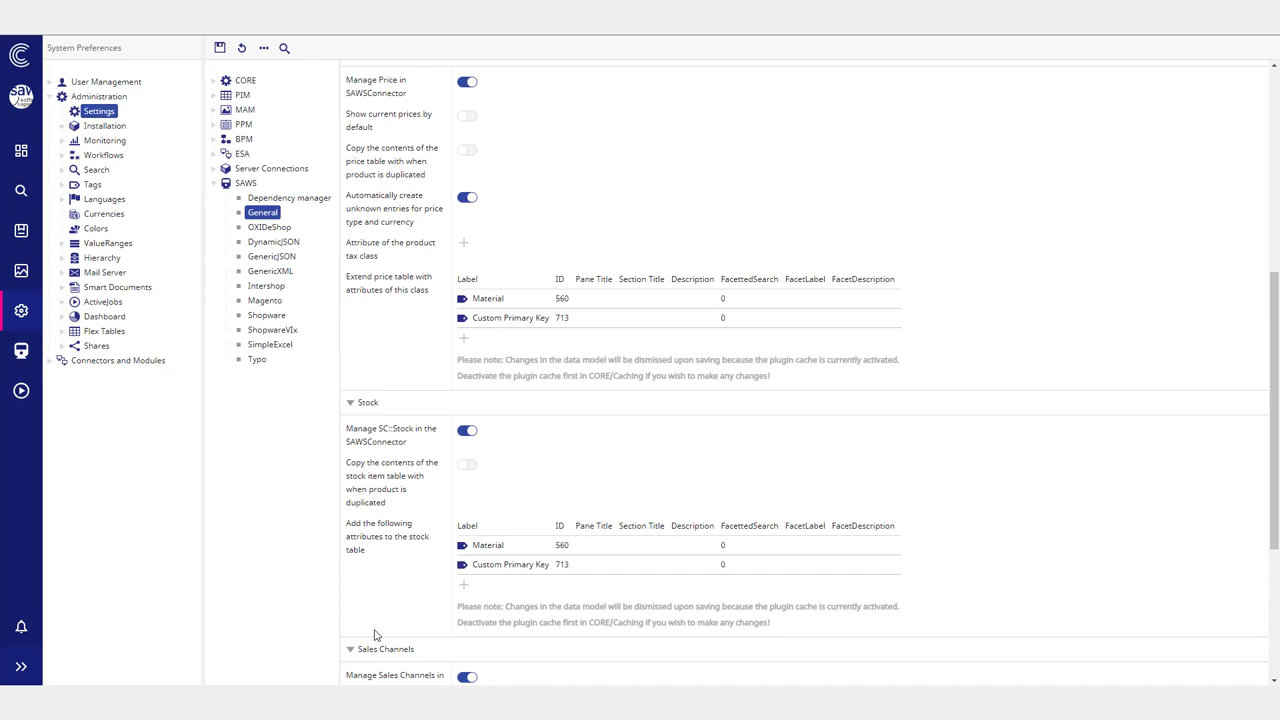 System Preferences
User Management
Administration
Settings
Installation
Monitoring
Workflows
Search
Tags
Languages
Currencies
Colors
ValueRanges
Hierarchy
Mail Server
Smart Documents
ActiveJobs
Dashboard
Flex Tables
Shares
Connectors and Modules
CORE
PIM
MAM
PPM
BPM
ESA
Server Connections
SAWS
Dependency manager
General
OXIDeShop
DynamicJSON
GenericJSON
GenericXML
Intershop
Magento
Shopware
ShopwareVIx
SimpleExcel
Typo
Manage Price in
SAWSConnector
Show current prices by
default
Copy the contents of the
price table with when
product is duplicated
Automatically create
unknown entries for price
type and currency
Attribute of the product
tax class
Extend price table with
attributes of this class
Label ID Pane Title Section Title Description FacettedSearch FacetLabel FacetDescription
Material 560 0
Custom Primary Key 713 0
Please note: Changes in the data model will be dismissed upon saving because the plugin cache is currently activated.
Deactivate the plugin cache first in CORE/Caching if you wish to make any changes!
Stock
Manage SC::Stock in the
SAWSConnector
Copy the contents of the
stock item table with
when product is
duplicated
Add the following
attributes to the stock
table
Label ID Pane Title Section Title Description FacettedSearch FacetLabel FacetDescription
Material 560 0
Custom Primary Key 713 0
Please note: Changes in the data model will be dismissed upon saving because the plugin cache is currently activated.
Deactivate the plugin cache first in CORE/Caching if you wish to make any changes!
Sales Channels
Manage Sales Channels in